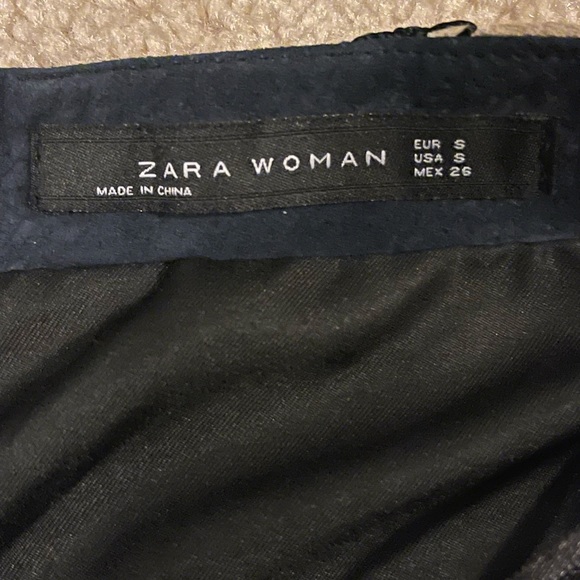 ZARA WOMAN
MADE IN CHINA
EUR S
USA S
MEX 26